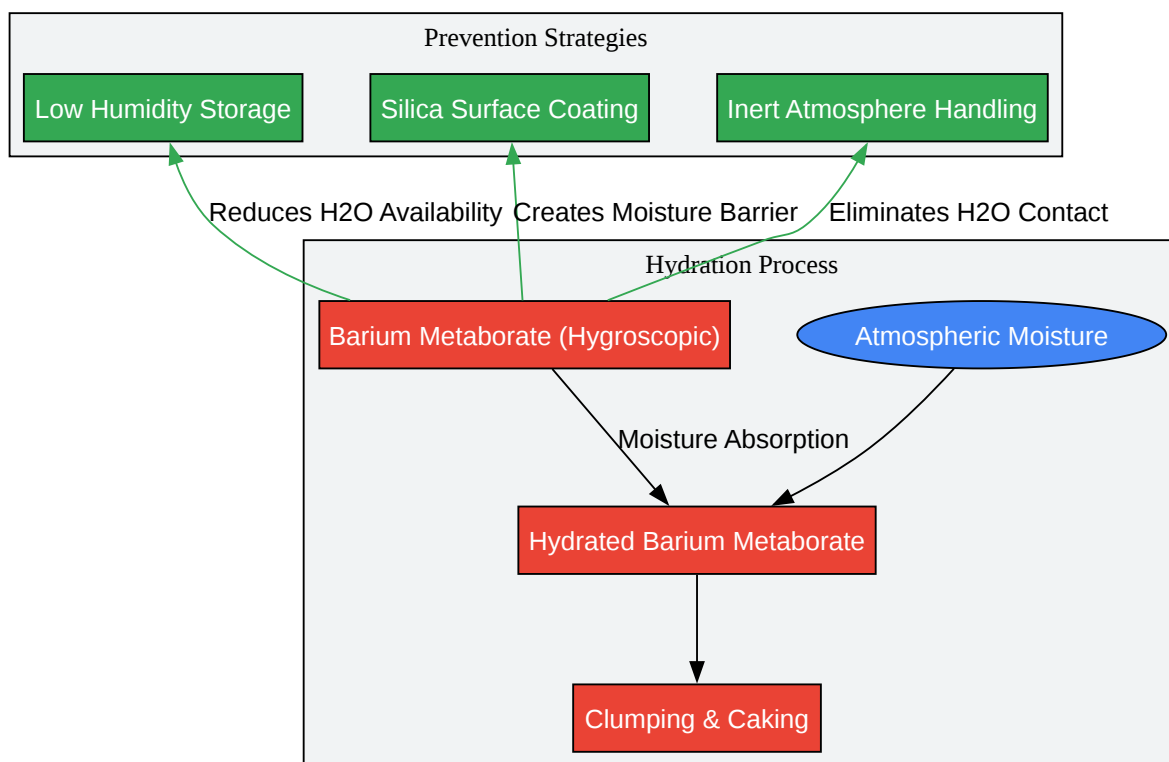 Prevention Strategies
Low Humidity Storage
Silica Surface Coating
Inert Atmosphere Handling
Reduces H2O Availability
Creates Moisture Barrier
Eliminates H2O Contact
Hydration Process
Barium Metaborate (Hygroscopic)
Atmospheric Moisture
Moisture Absorption
Hydrated Barium Metaborate
Clumping & Caking